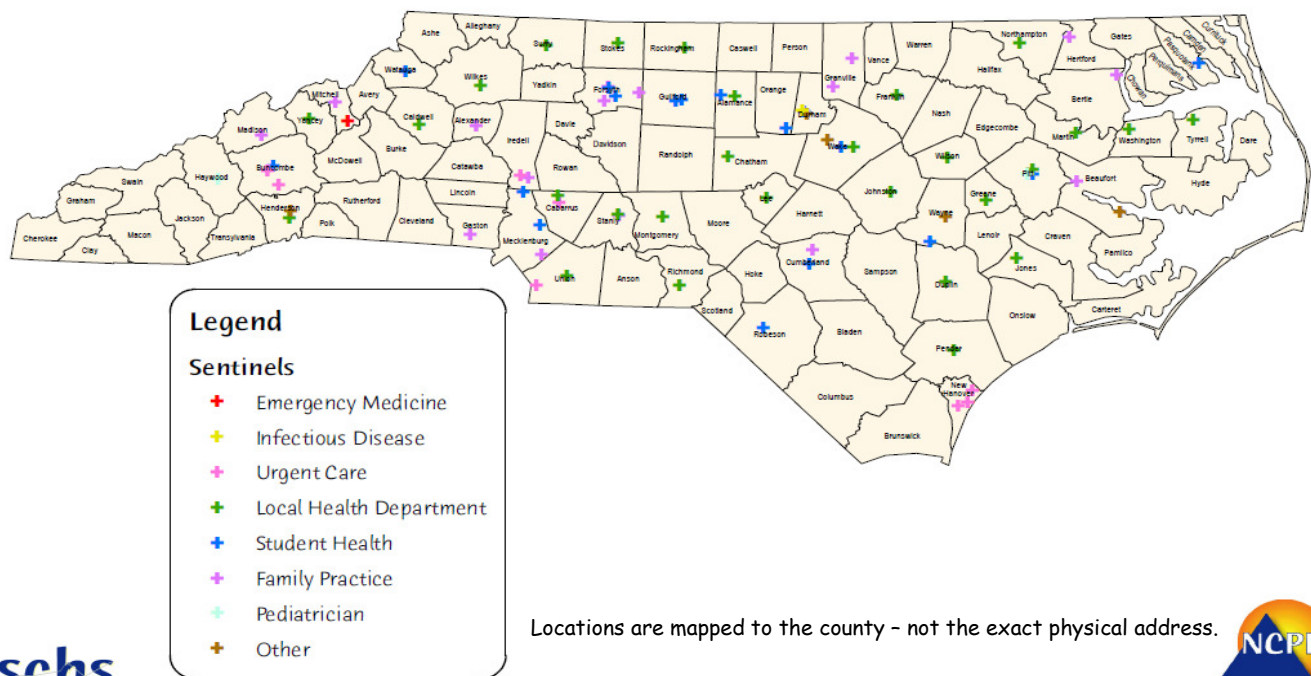 Ashe
Alleghany
Surry
Stokes
Rockingham
Caswell
Person
Granville
Vance
Warren
Northampton
Halifax
Hertford
Gates
Currituck
Camden
Pasquotank
Perquimans
Chowan
Bertie
Watauga
Wilkes
Yadkin
Forsyth
Guilford
Alamance
Orange
Durham
Franklin
Nash
Edgecombe
Martin
Washington
Tyrrell
Dare
Mitchell
Avery
Yancey
Caldwell
Alexander
Iredell
Davie
Davidson
Randolph
Chatham
Wake
Wilson
Pitt
Beaufort
Hyde
Madison
Buncombe
McDowell
Burke
Catawba
Rowan
Lincoln
Swain
Haywood
Graham
Jackson
Henderson
Rutherford
Polk
Cleveland
Gaston
Mecklenburg
Cabarrus
Stanly
Montgomery
Moore
Lee
Harnett
Johnston
Greene
Wayne
Lenoir
Craven
Pamlico
Cherokee
Clay
Macon
Transylvania
Union
Anson
Richmond
Hoke
Cumberland
Sampson
Duplin
Jones
Onslow
Carteret
Scotland
Robeson
Bladen
Pender
Columbus
New
Hanover
Brunswick
Legend
Sentinels
Emergency Medicine
Infectious Disease
Urgent Care
Local Health Department
Student Health
Family Practice
Pediatrician
Other
Locations are mapped to the county – not the exact physical address.
schs